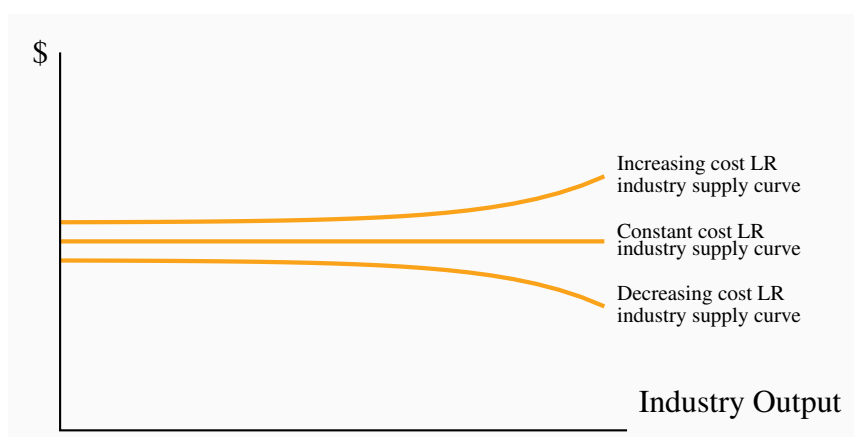 $
Increasing cost LR
industry supply curve
Constant cost LR
industry supply curve
Decreasing cost LR
industry supply curve
Industry Output